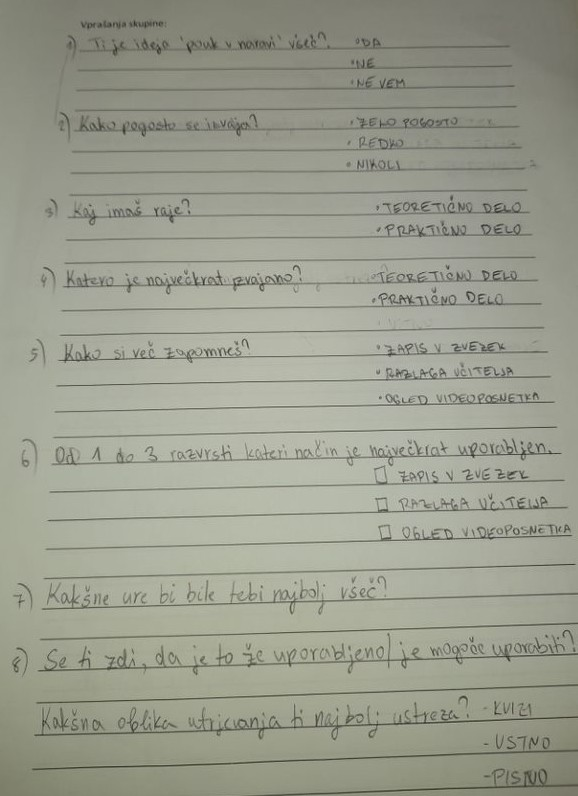 Vprašanja skupine:
1) Ti je ideja 'pouk v naravi' všeč? • DA
• NE
• NE VEM
2) Kako pogosto se izvaja? • ZELO POGOSTO
• REDKO
• NIKOLI
3) Kaj imaš raje? • TEORETIČNO DELO
• PRAKTIČNO DELO
4) Katero je največkrat izvajano? • TEORETIČNO DELO
• PRAKTIČNO DELO
5) Kako si več zapomneš? • ZAPIS V ZVEZEK
• RAZLAGA UČITELJA
• OGLED VIDEOPOSNETKA
6) Od 1 do 3 razvrsti kateri način je največkrat uporabljen.
□ ZAPIS V ZVEZEK
□ RAZLAGA UČITELJA
□ OGLED VIDEOPOSNETKA
7) Kakšne ure bi bile tebi najbolj všeč?
8) Se ti zdi, da je to že uporabljeno/ je mogoče uporabiti?
Kakšna oblika utrjevanja ti najbolj ustreza? - KVIZI
- USTNO
- PISNO